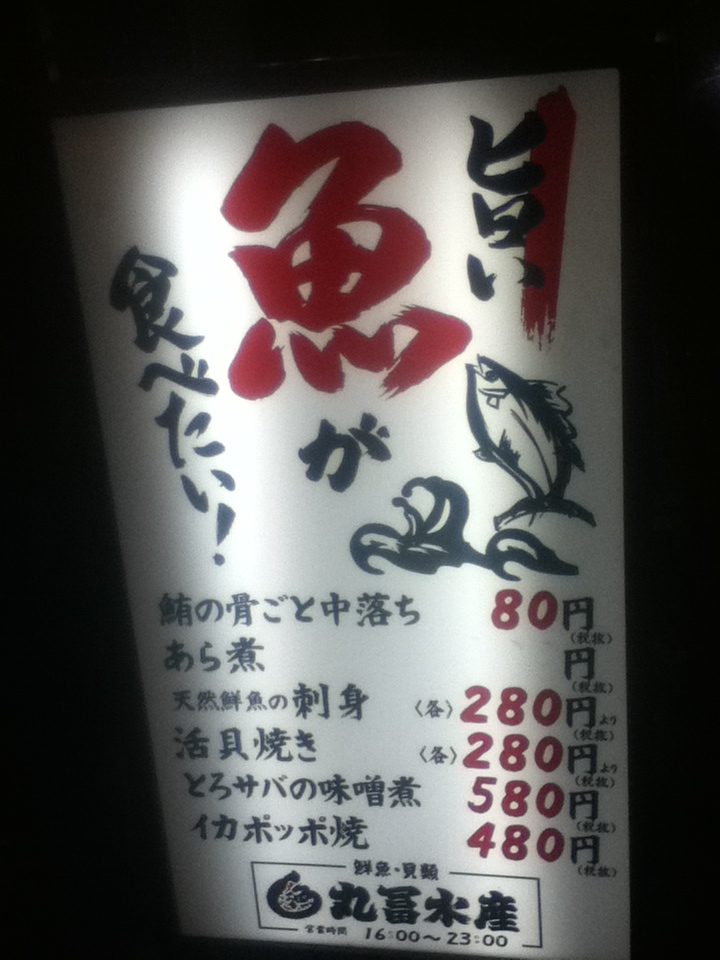 旨い
魚
が
食べたい!
鮪の骨ごと中落ち 80円(税抜)
あら煮 円(税抜)
天然鮮魚の刺身 〈各〉280円より(税抜)
活貝焼き 〈各〉280円より(税抜)
とろサバの味噌煮 580円(税抜)
イカポッポ焼 480円(税抜)
鮮魚・貝類
丸冨水産
営業時間 16:00〜23:00